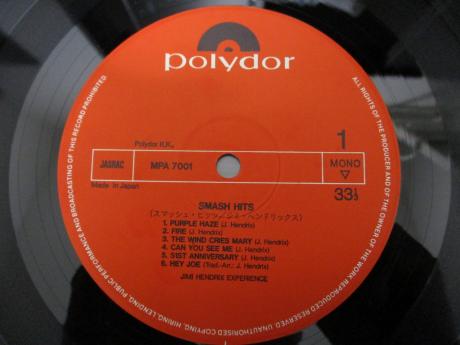 polydor
Polydor K.K.,
JASRAC
MPA 7001
Made in Japan
1
MONO
33⅓
SMASH HITS
(スマッシュ・ヒッツ/ジミ・ヘンドリックス)
1. PURPLE HAZE (J. Hendrix)
2. FIRE (J. Hendrix)
3. THE WIND CRIES MARY (J. Hendrix)
4. CAN YOU SEE ME (J. Hendrix)
5. 51ST ANNIVERSARY (J. Hendrix)
6. HEY JOE (Trad.-Arr.: J. Hendrix)
JIMI HENDRIX EXPERIENCE
ALL RIGHTS OF THE PRODUCER AND OF THE OWNER OF THE WORK REPRODUCED RESERVED. UNAUTHORISED COPYING, HIRING, LENDING, PUBLIC PERFORMANCE AND BROADCASTING OF THIS RECORD PROHIBITED.